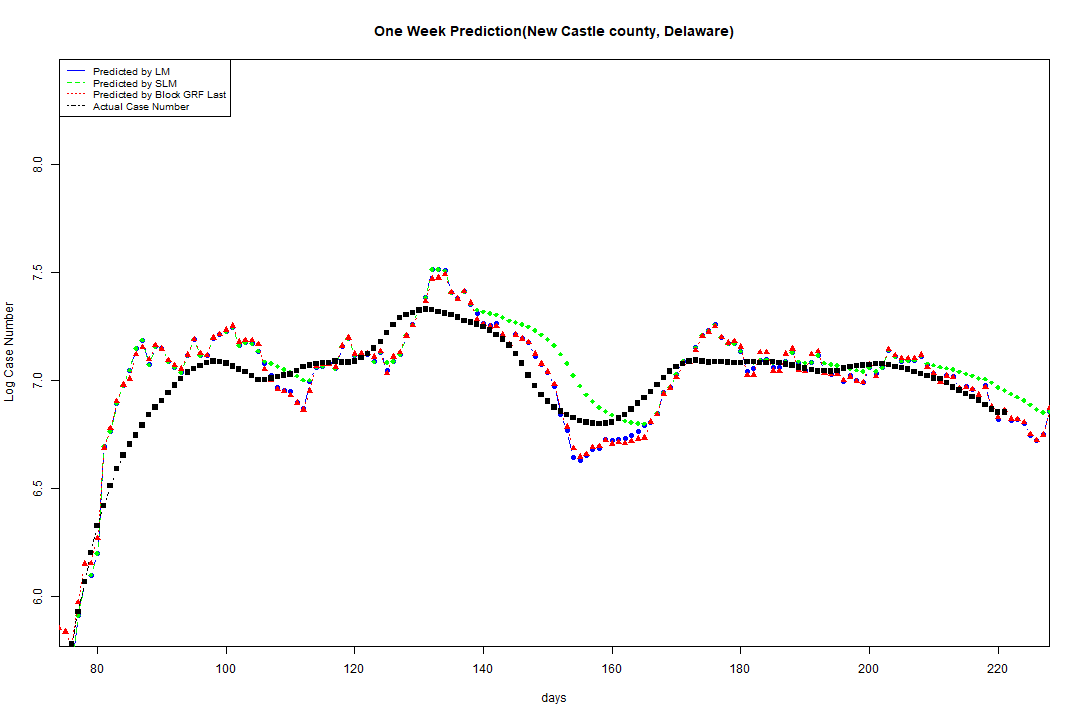 One Week Prediction(New Castle county, Delaware)
Predicted by LM
Predicted by SLM
Predicted by Block GRF Last
Actual Case Number
Log Case Number
8.0
7.5
7.0
6.5
6.0
80 100 120 140 160 180 200 220
days